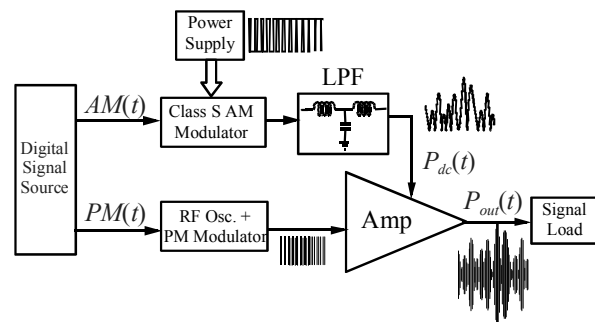 Power
Supply
LPF
AM(t)
Class S AM
Modulator
Digital
Signal
Source
P_dc(t)
PM(t)
RF Osc. +
PM Modulator
Amp
P_out(t)
Signal
Load